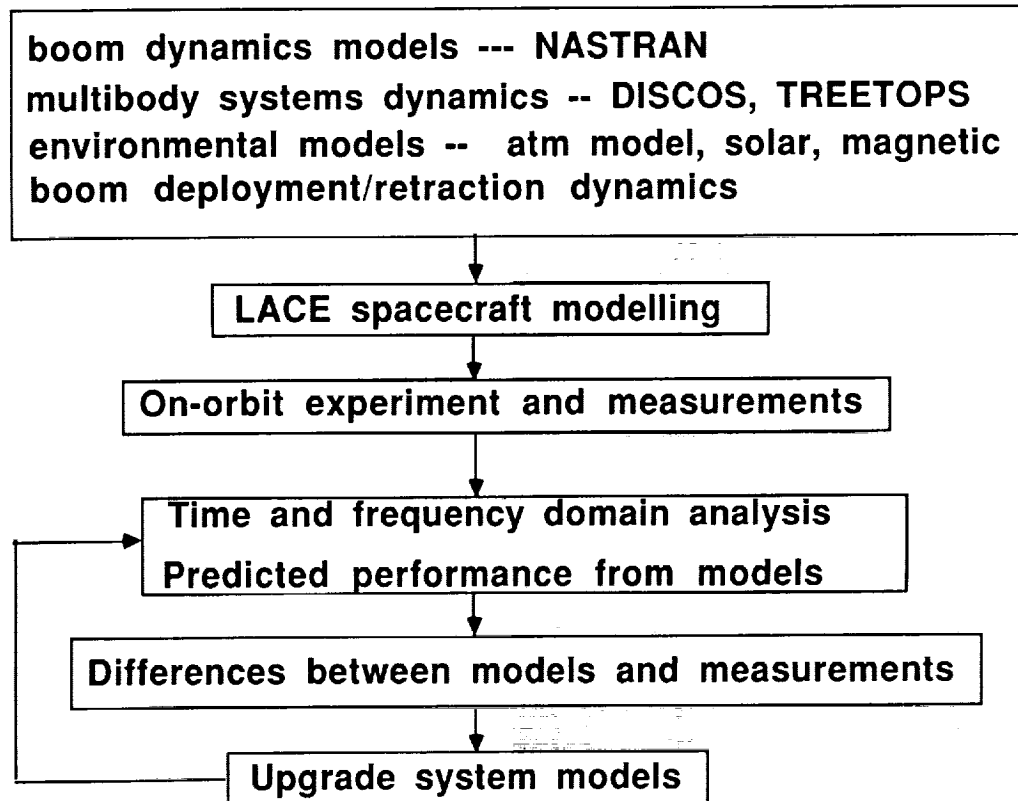 boom dynamics models --- NASTRAN
multibody systems dynamics -- DISCOS, TREETOPS
environmental models -- atm model, solar, magnetic
boom deployment/retraction dynamics
LACE spacecraft modelling
On-orbit experiment and measurements
Time and frequency domain analysis
Predicted performance from models
Differences between models and measurements
Upgrade system models